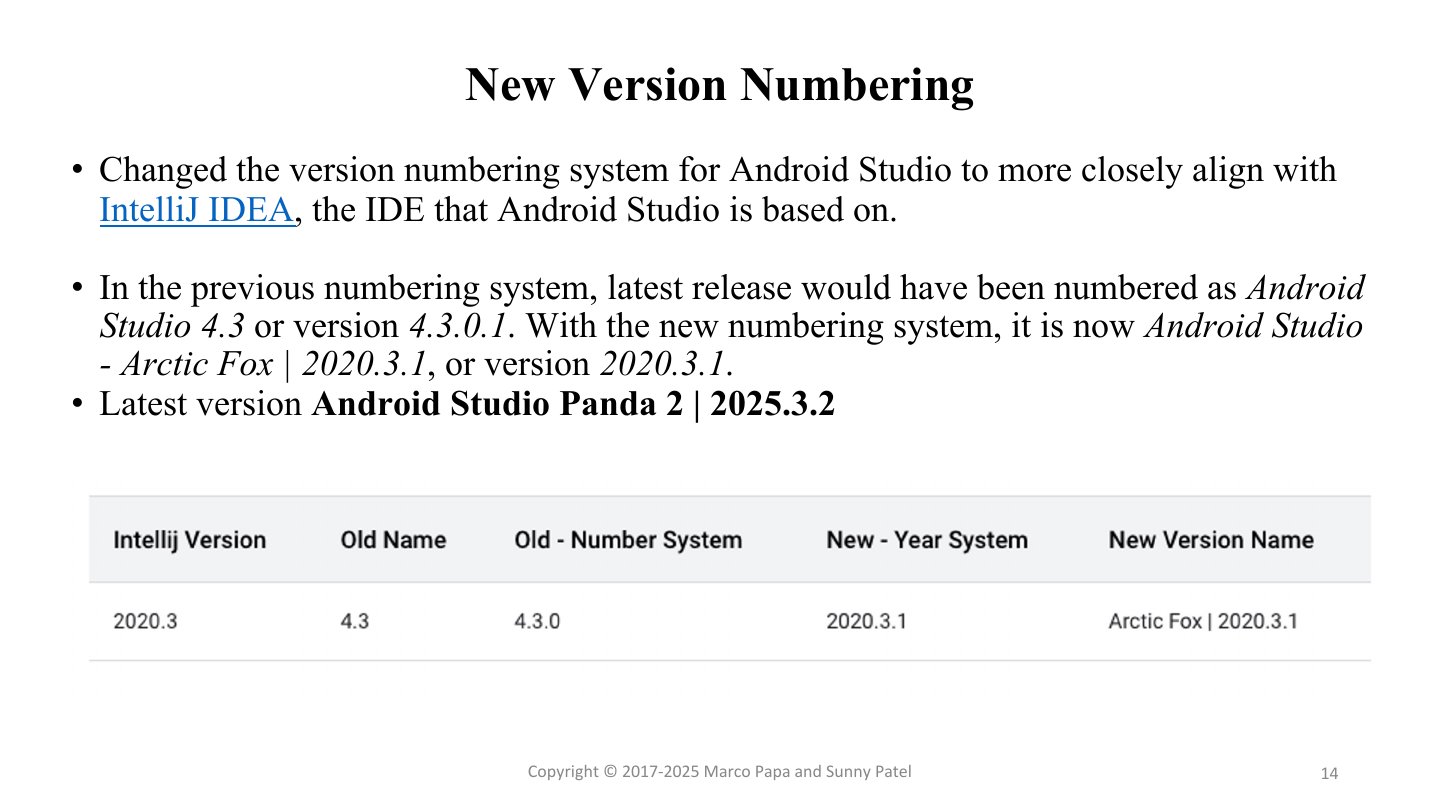 New Version Numbering
• Changed the version numbering system for Android Studio to more closely align with
IntelliJ IDEA, the IDE that Android Studio is based on.
• In the previous numbering system, latest release would have been numbered as Android
Studio 4.3 or version 4.3.0.1. With the new numbering system, it is now Android Studio
- Arctic Fox | 2020.3.1, or version 2020.3.1.
• Latest version Android Studio Panda 2 | 2025.3.2
Intellij Version Old Name Old - Number System New - Year System New Version Name
2020.3 4.3 4.3.0 2020.3.1 Arctic Fox | 2020.3.1
Copyright © 2017-2025 Marco Papa and Sunny Patel 14